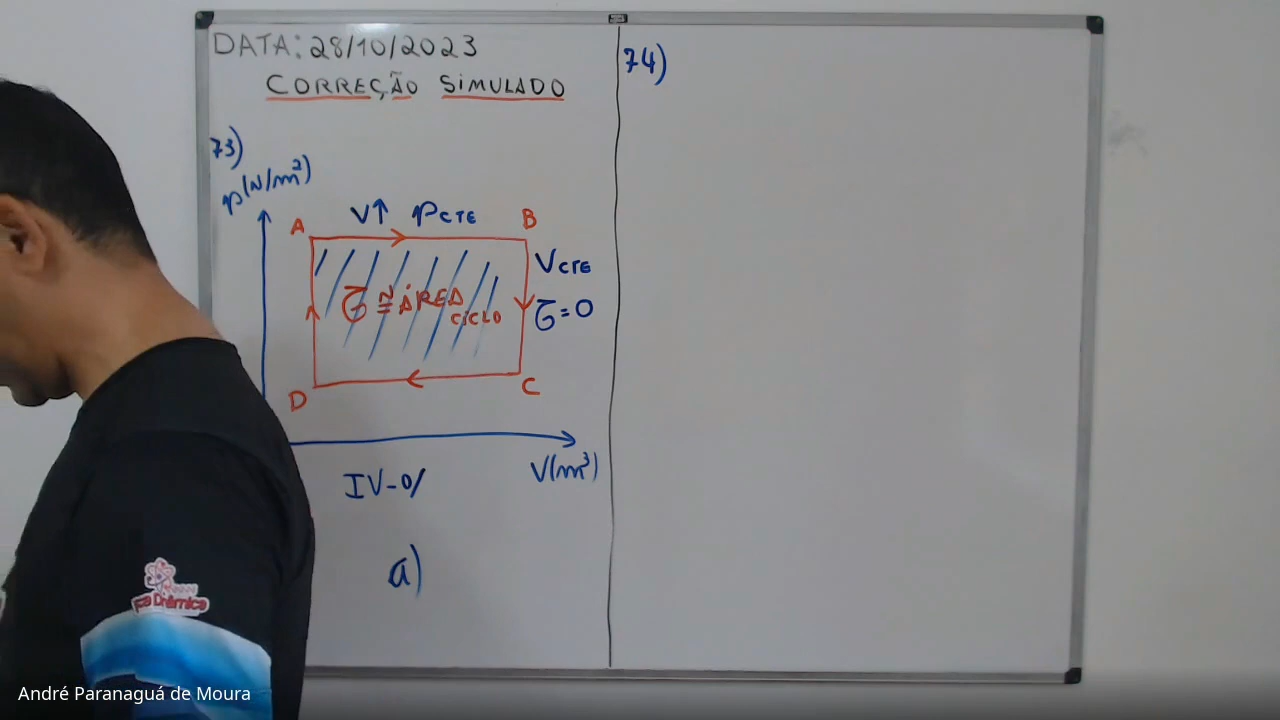 DATA: 28/10/2023
CORREÇÃO SIMULADO
73)
p(N/m²)
A
V↑ pCTE
B
VCTE
𝒯 N= ÁREA CICLO
𝒯=0
D
C
V(m³)
IV-0/
a)
74)
André Paranaguá de Moura